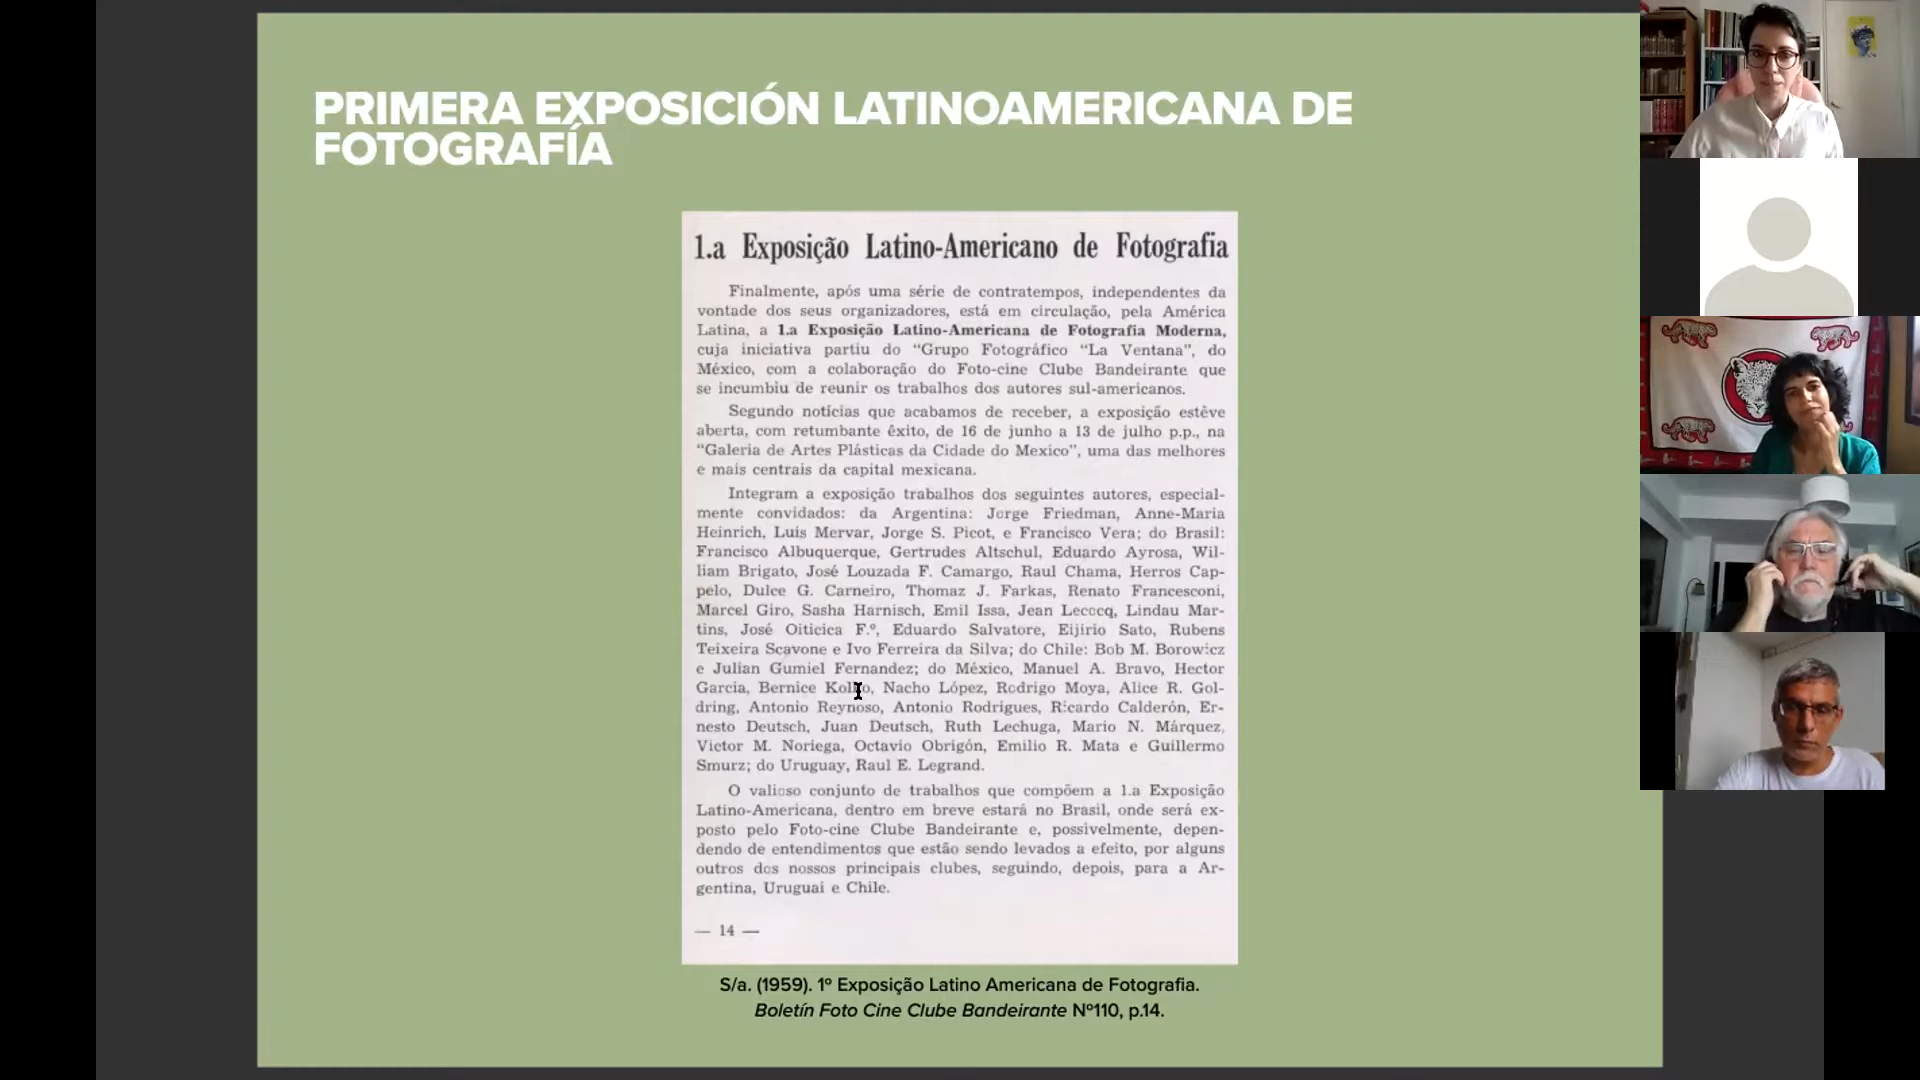 PRIMERA EXPOSICIÓN LATINOAMERICANA DE
FOTOGRAFÍA
1.a Exposição Latino-Americano de Fotografia
Finalmente, após uma série de contratempos, independentes da
vontade dos seus organizadores, está em circulação, pela América
Latina, a 1.a Exposição Latino-Americana de Fotografia Moderna,
cuja iniciativa partiu do "Grupo Fotográfico "La Ventana", do
México, com a colaboração do Foto-cine Clube Bandeirante que
se incumbiu de reunir os trabalhos dos autores sul-americanos.
Segundo notícias que acabamos de receber, a exposição estêve
aberta, com retumbante êxito, de 16 de junho a 13 de julho p.p., na
"Galeria de Artes Plásticas da Cidade do Mexico", uma das melhores
e mais centrais da capital mexicana.
Integram a exposição trabalhos dos seguintes autores, especial-
mente convidados: da Argentina: Jorge Friedman, Anne-Maria
Heinrich, Luis Mervar, Jorge S. Picot, e Francisco Vera; do Brasil:
Francisco Albuquerque, Gertrudes Altschul, Eduardo Ayrosa, Wil-
liam Brigato, José Louzada F. Camargo, Raul Chama, Herros Cap-
pelo, Dulce G. Carneiro, Thomaz J. Farkas, Renato Francesconi,
Marcel Giro, Sasha Harnisch, Emil Issa, Jean Lecocq, Lindau Mar-
tins, José Oiticica F.º, Eduardo Salvatore, Eijirio Sato, Rubens
Teixeira Scavone e Ivo Ferreira da Silva; do Chile: Bob M. Borowicz
e Julian Gumiel Fernandez; do México, Manuel A. Bravo, Hector
Garcia, Bernice Nacho López, Rodrigo Moya, Alice R. Gol-
dring, Antonio Reynoso, Antonio Rodrigues, Ricardo Calderón, Er-
nesto Deutsch, Juan Deutsch, Ruth Lechuga, Mario N. Márquez,
Victor M. Noriega, Octavio Obrigón, Emilio R. Mata e Guillermo
Smurz; do Uruguay, Raul E. Legrand.
O valioso conjunto de trabalhos que compõem a 1.a Exposição
Latino-Americana, dentro em breve estará no Brasil, onde será ex-
posto pelo Foto-cine Clube Bandeirante e, possivelmente, depen-
dendo de entendimentos que estão sendo levados a efeito, por alguns
outros dos nossos principais clubes, seguindo, depois, para a Ar-
gentina, Uruguai e Chile.
— 14 —
S/a. (1959). 1º Exposição Latino Americana de Fotografia.
Boletín Foto Cine Clube Bandeirante Nº110, p.14.